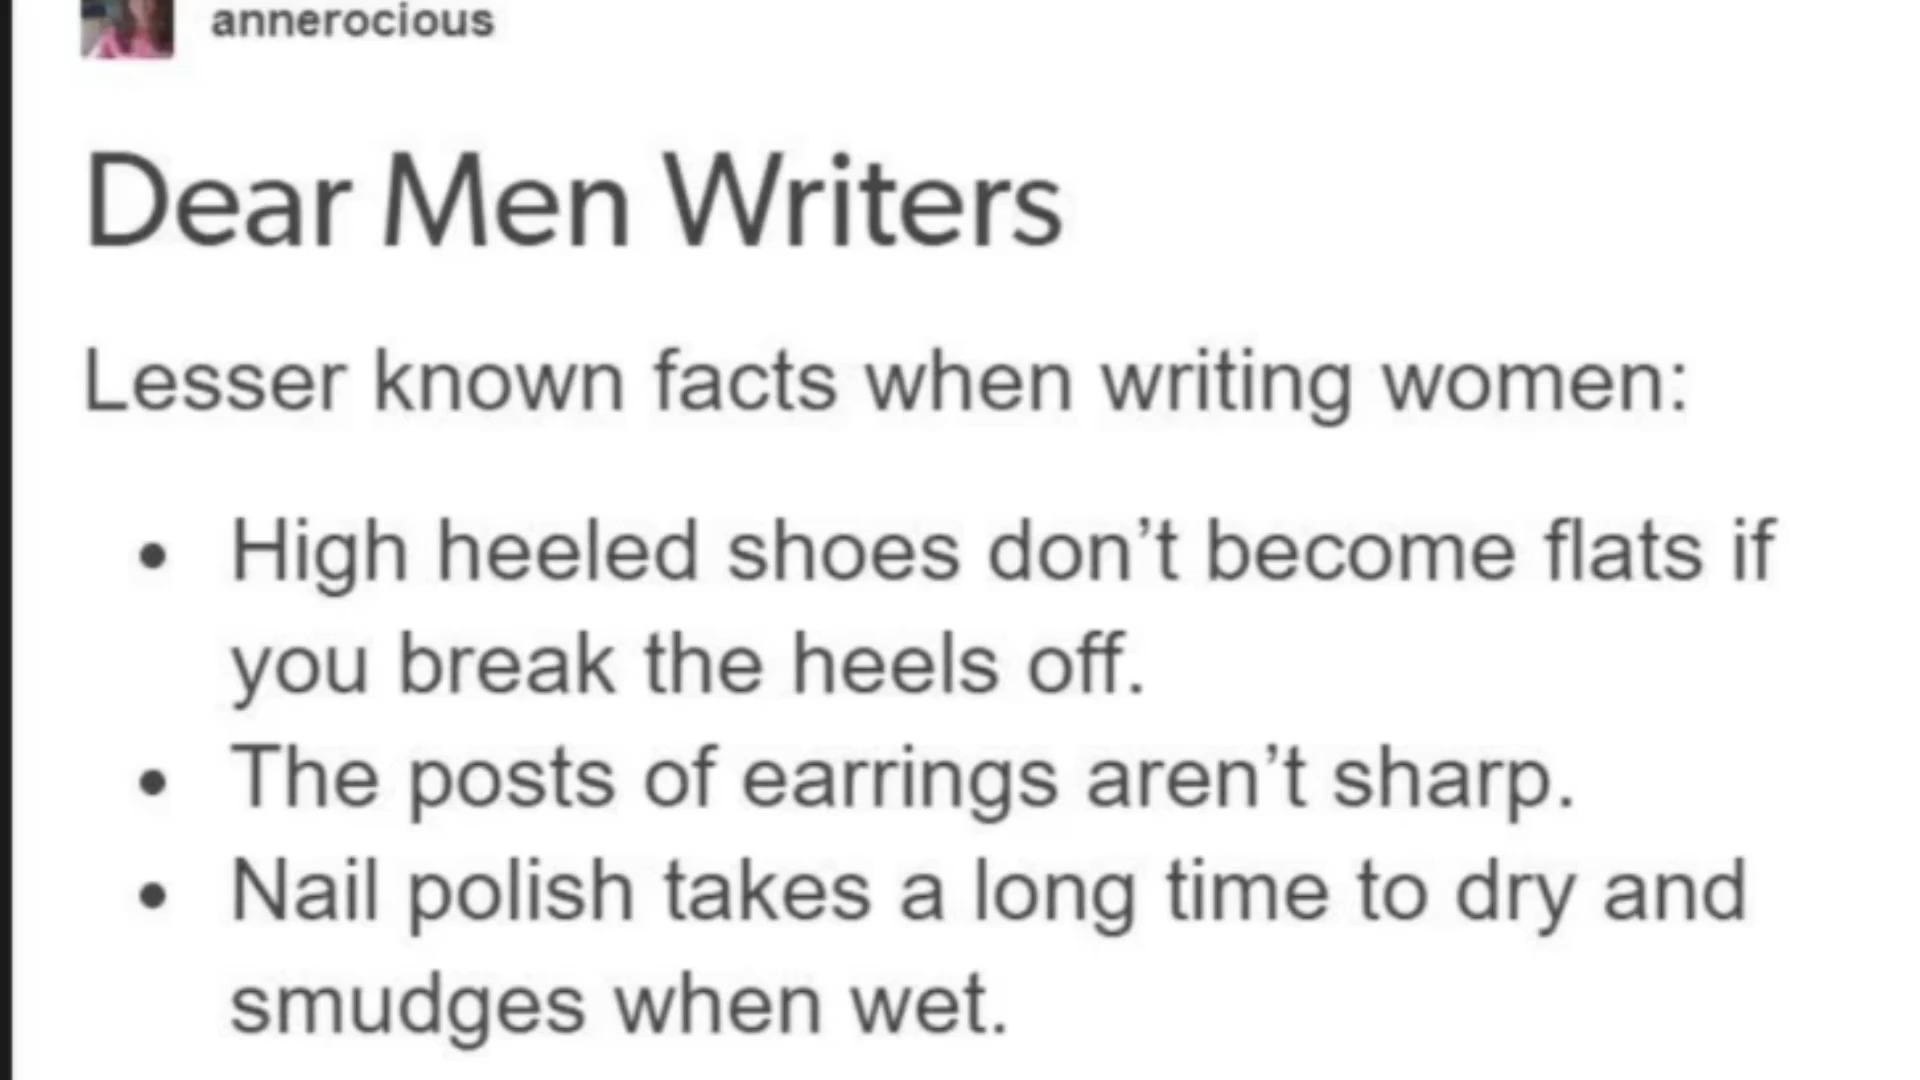 annerocious
Dear Men Writers
Lesser known facts when writing women:
• High heeled shoes don’t become flats if
you break the heels off.
• The posts of earrings aren’t sharp.
• Nail polish takes a long time to dry and
smudges when wet.